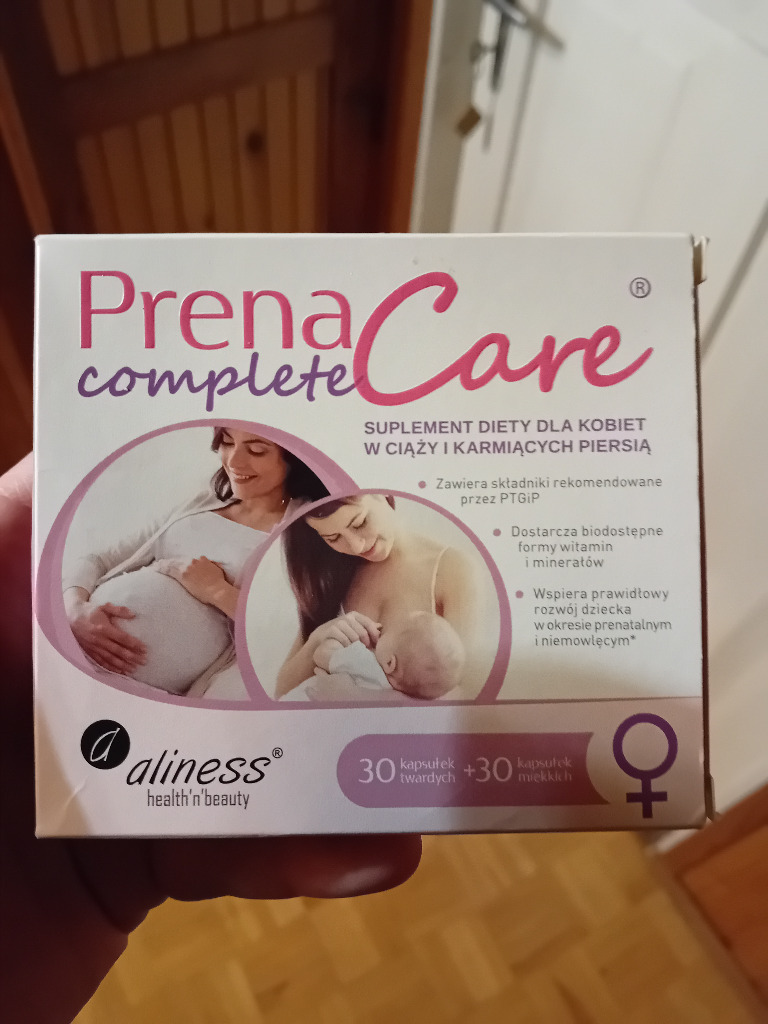 Prena Care ®
complete
SUPLEMENT DIETY DLA KOBIET
W CIĄŻY I KARMIĄCYCH PIERSIĄ
• Zawiera składniki rekomendowane
przez PTGiP
• Dostarcza biodostępne
formy witamin
i minerałów
• Wspiera prawidłowy
rozwój dziecka
w okresie prenatalnym
i niemowlęcym*
a aliness®
health'n'beauty
30 kapsułek twardych +30 kapsułek miękkich